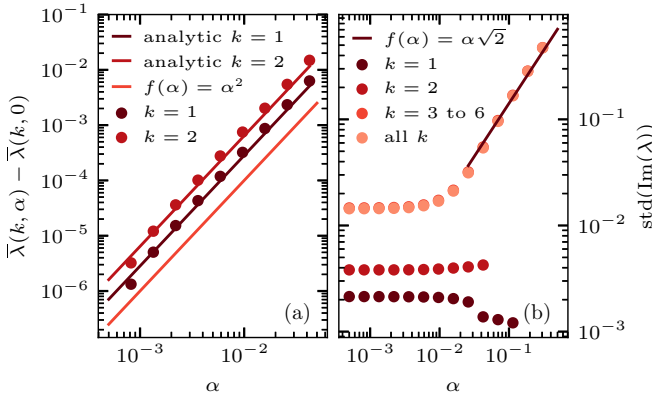 10⁰
10⁻¹
10⁻²
10⁻³
10⁻⁴
10⁻⁵
10⁻⁶
λ̅(k, α) − λ̅(k, 0)
analytic k = 1
analytic k = 2
f(α) = α²
k = 1
k = 2
(a)
10⁻³
10⁻²
α
f(α) = α√2
k = 1
k = 2
k = 3 to 6
all k
(b)
10⁻³
10⁻²
10⁻¹
α
10⁻¹
10⁻²
10⁻³
std(Im(λ))